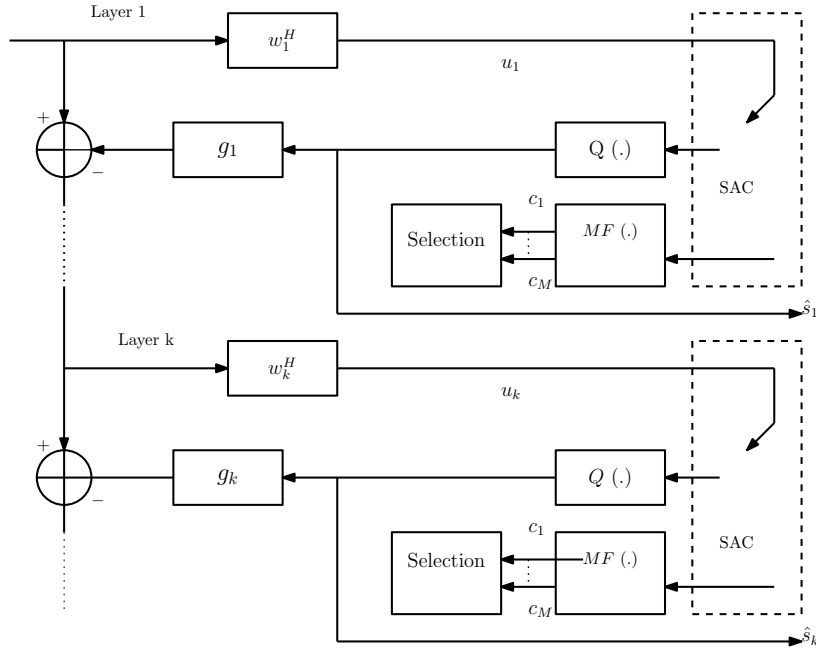 Layer 1
w_1^H
u_1
+
g_1
Q (.)
−
SAC
c_1
Selection
MF (.)
c_M
ŝ_1
Layer k
w_k^H
u_k
+
g_k
Q (.)
−
c_1
SAC
Selection
MF (.)
c_M
ŝ_k